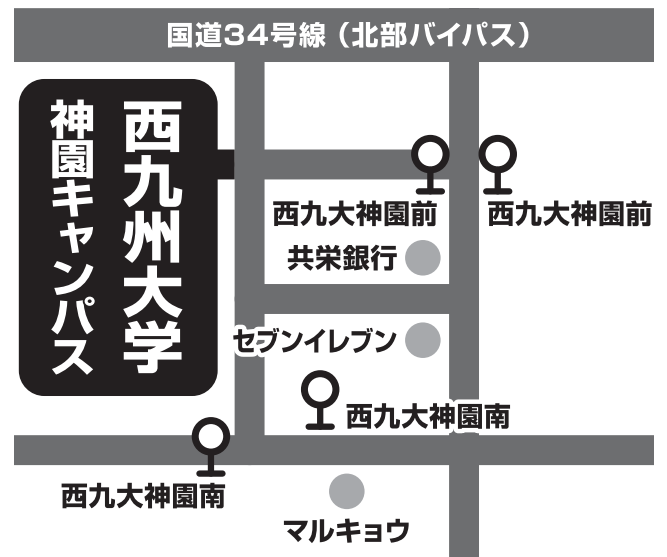 国道34号線（北部バイパス）
西九州大学
神園キャンパス
西九大神園前
西九大神園前
共栄銀行
セブンイレブン
西九大神園南
西九大神園南
マルキョウ